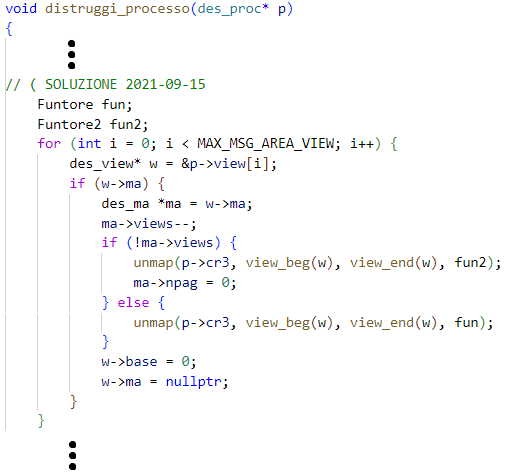 void distruggi_processo(des_proc* p)
{
// ( SOLUZIONE 2021-09-15
    Funtore fun;
    Funtore2 fun2;
    for (int i = 0; i < MAX_MSG_AREA_VIEW; i++) {
        des_view* w = &p->view[i];
        if (w->ma) {
            des_ma *ma = w->ma;
            ma->views--;
            if (!ma->views) {
                unmap(p->cr3, view_beg(w), view_end(w), fun2);
                ma->npag = 0;
            } else {
                unmap(p->cr3, view_beg(w), view_end(w), fun);
            }
            w->base = 0;
            w->ma = nullptr;
        }
    }